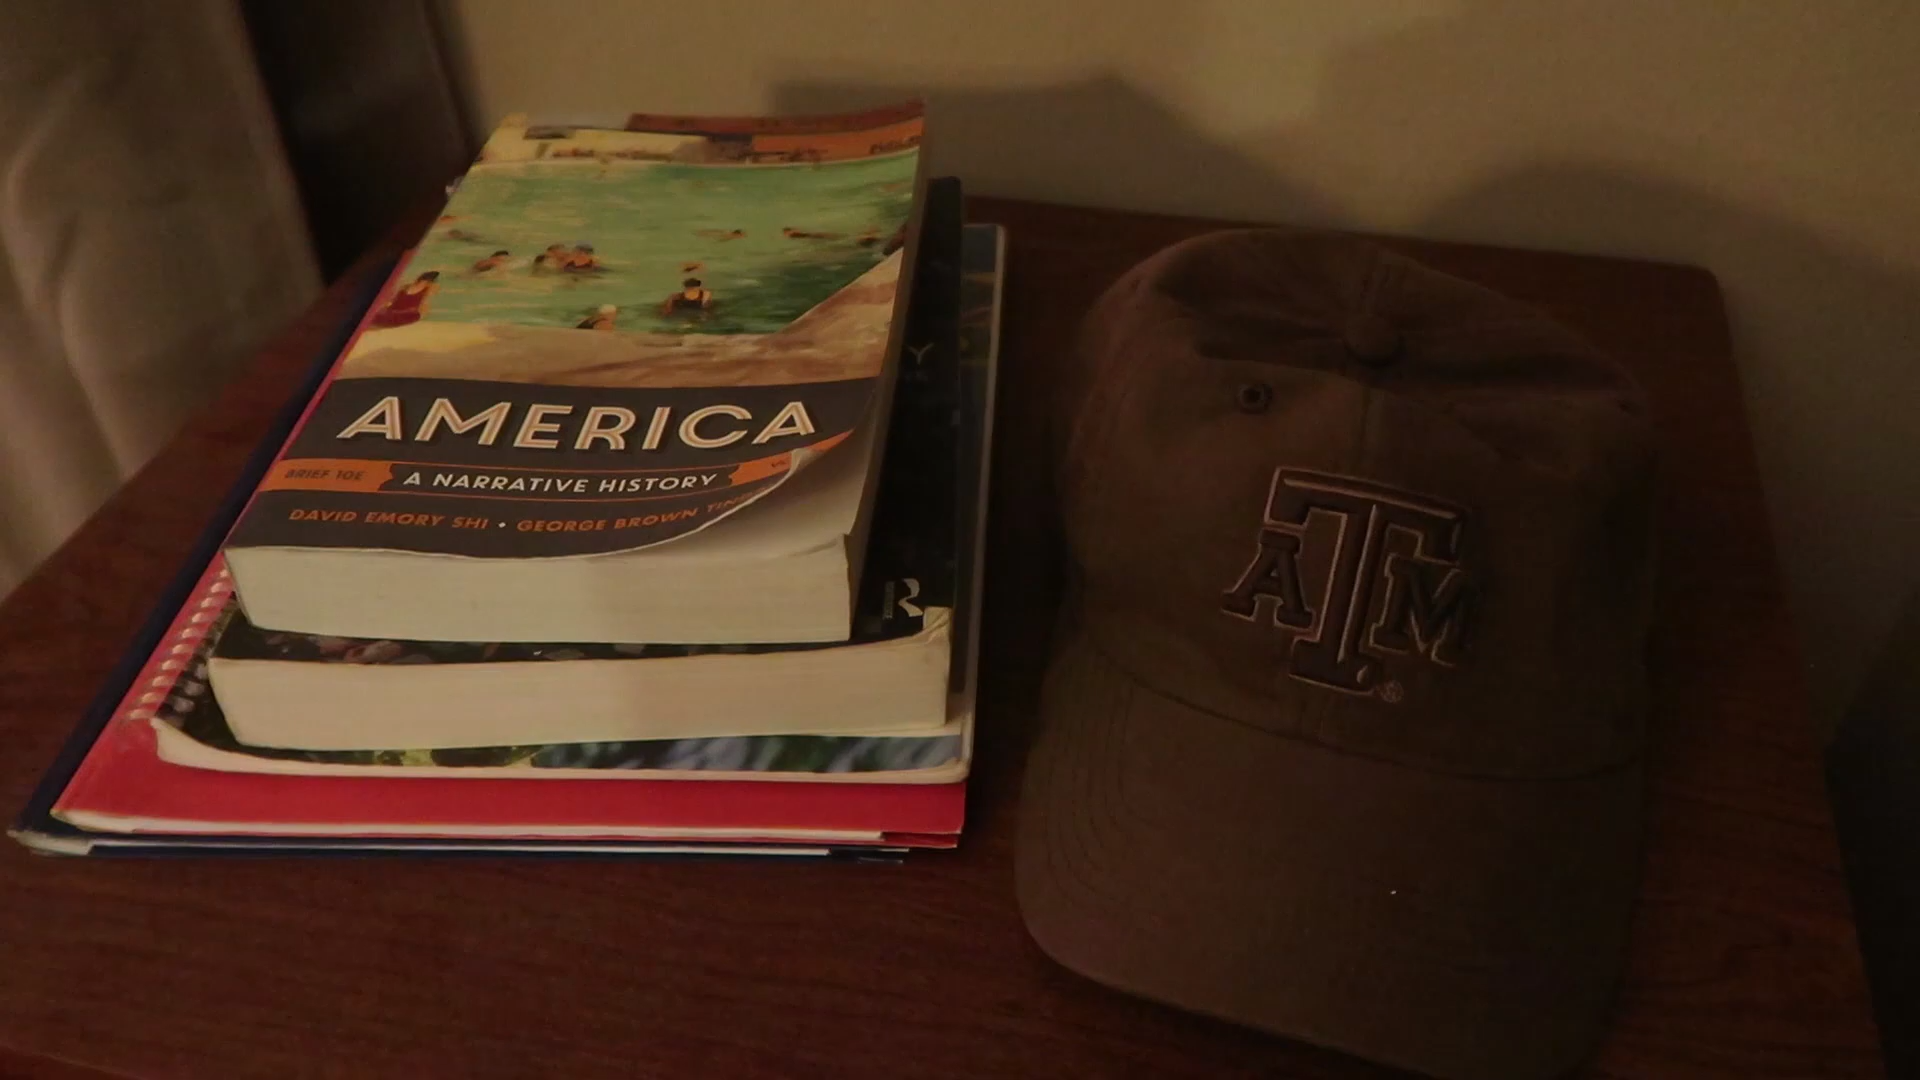 AMERICA
BRIEF 10E
A NARRATIVE HISTORY
DAVID EMORY SHI • GEORGE BROWN
Y
R
ATM
®